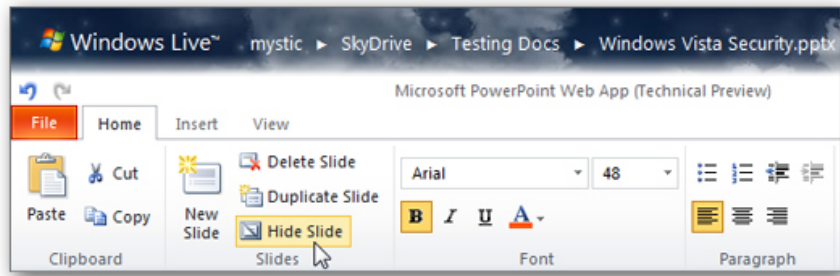 Windows Live™ mystic ► SkyDrive ► Testing Docs ► Windows Vista Security.pptx
Microsoft PowerPoint Web App (Technical Preview)
File Home Insert View
Paste
Cut
Copy
Clipboard
New
Slide
Delete Slide
Duplicate Slide
Hide Slide
Slides
Arial 48
B I U A
Font
Paragraph